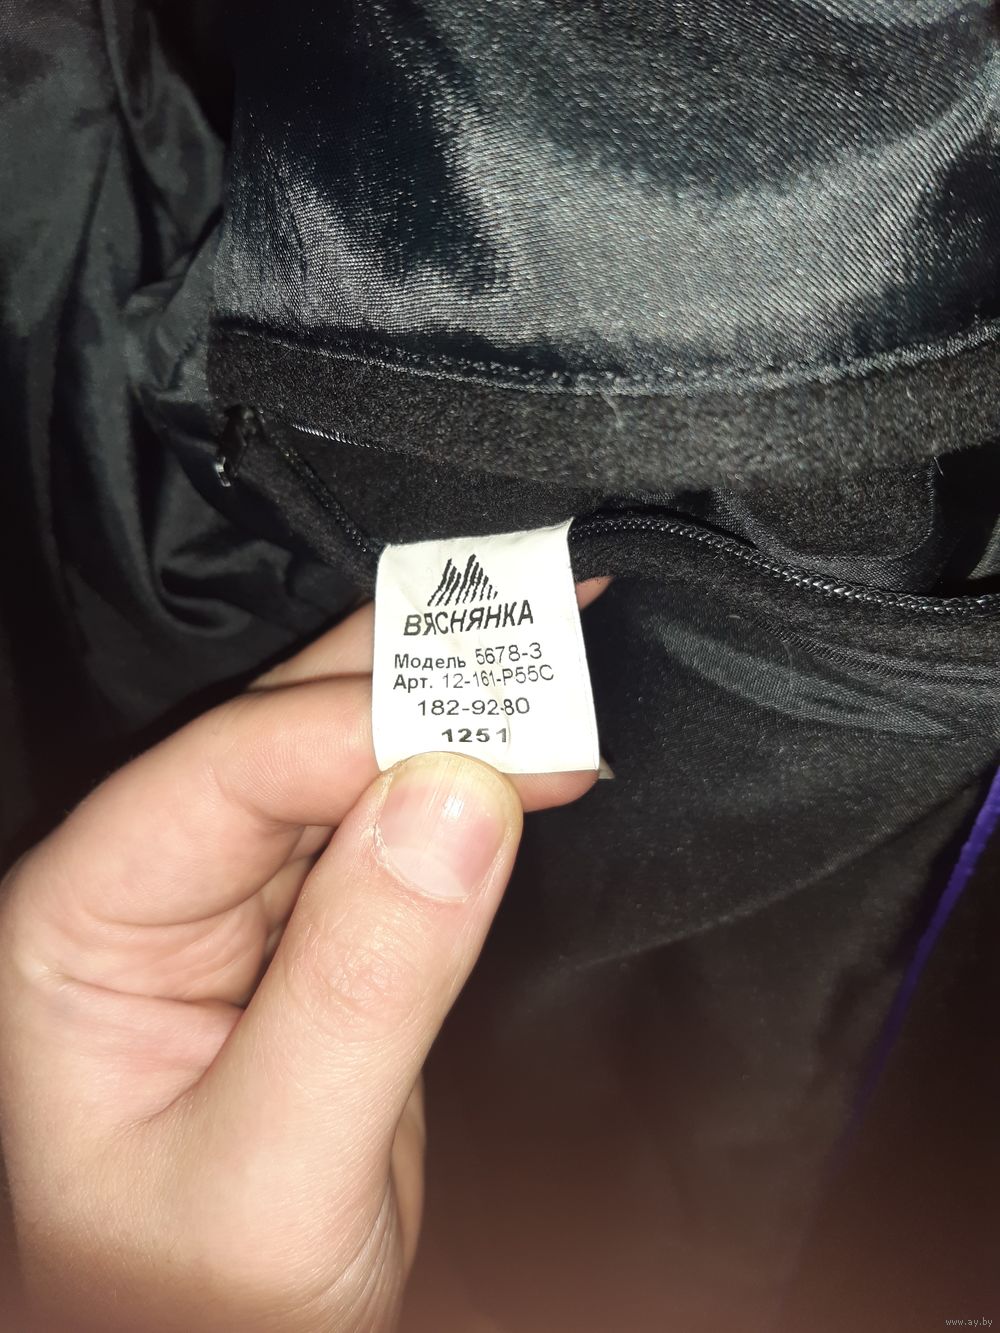 ВЯСНЯНКА
Модель 5678-3
Арт. 12-161-Р55С
182-92-80
1251
www.ay.by